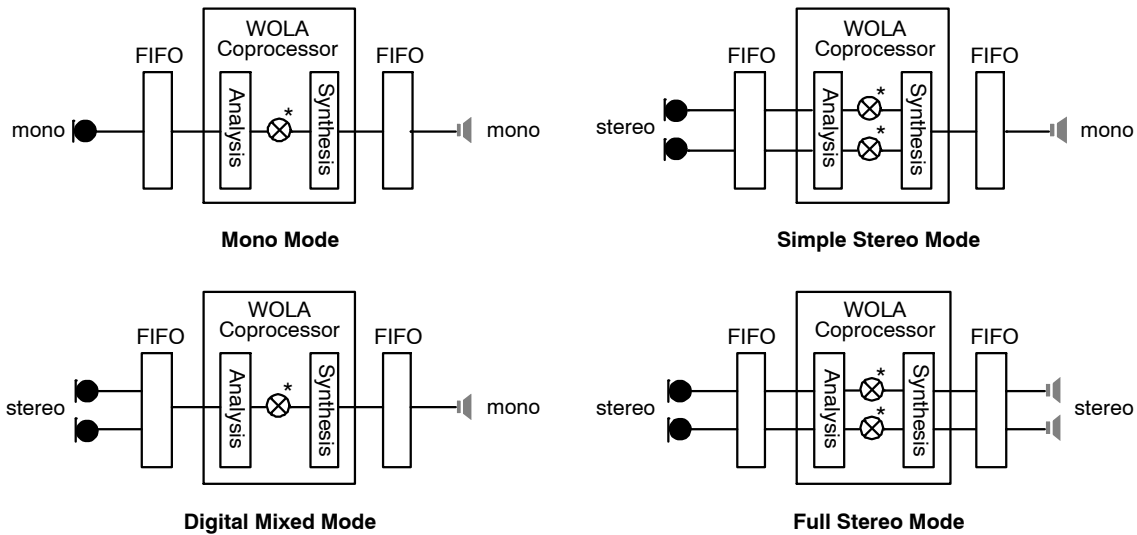 WOLA
Coprocessor
FIFO
FIFO
mono
Analysis
*
Synthesis
mono
Mono Mode
WOLA
Coprocessor
FIFO
FIFO
stereo
Analysis
*
*
Synthesis
mono
Simple Stereo Mode
WOLA
Coprocessor
FIFO
FIFO
stereo
Analysis
*
Synthesis
mono
Digital Mixed Mode
WOLA
Coprocessor
FIFO
FIFO
stereo
Analysis
*
*
Synthesis
stereo
Full Stereo Mode